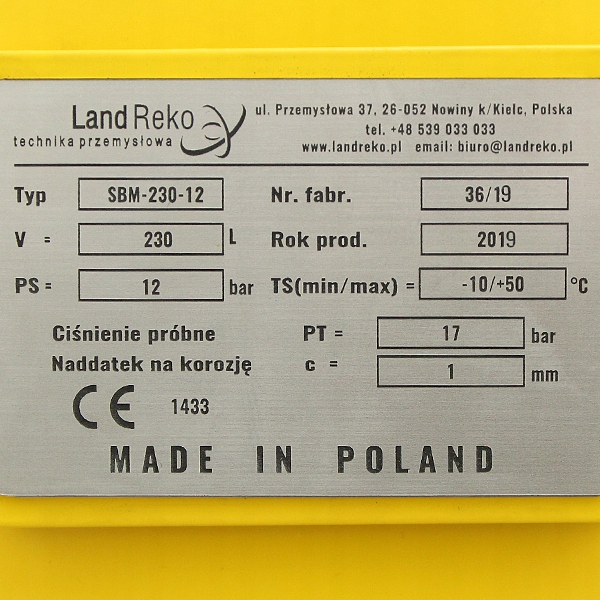 Land Reko
technika przemysłowa
ul. Przemysłowa 37, 26-052 Nowiny k/Kielc, Polska
tel. +48 539 033 033
www.landreko.pl email: biuro@landreko.pl
Typ SBM-230-12 Nr. fabr. 36/19
V = 230 L Rok prod. 2019
PS = 12 bar TS(min/max) = -10/+50 °C
Ciśnienie próbne PT = 17 bar
Naddatek na korozję c = 1 mm
CE 1433
MADE IN POLAND